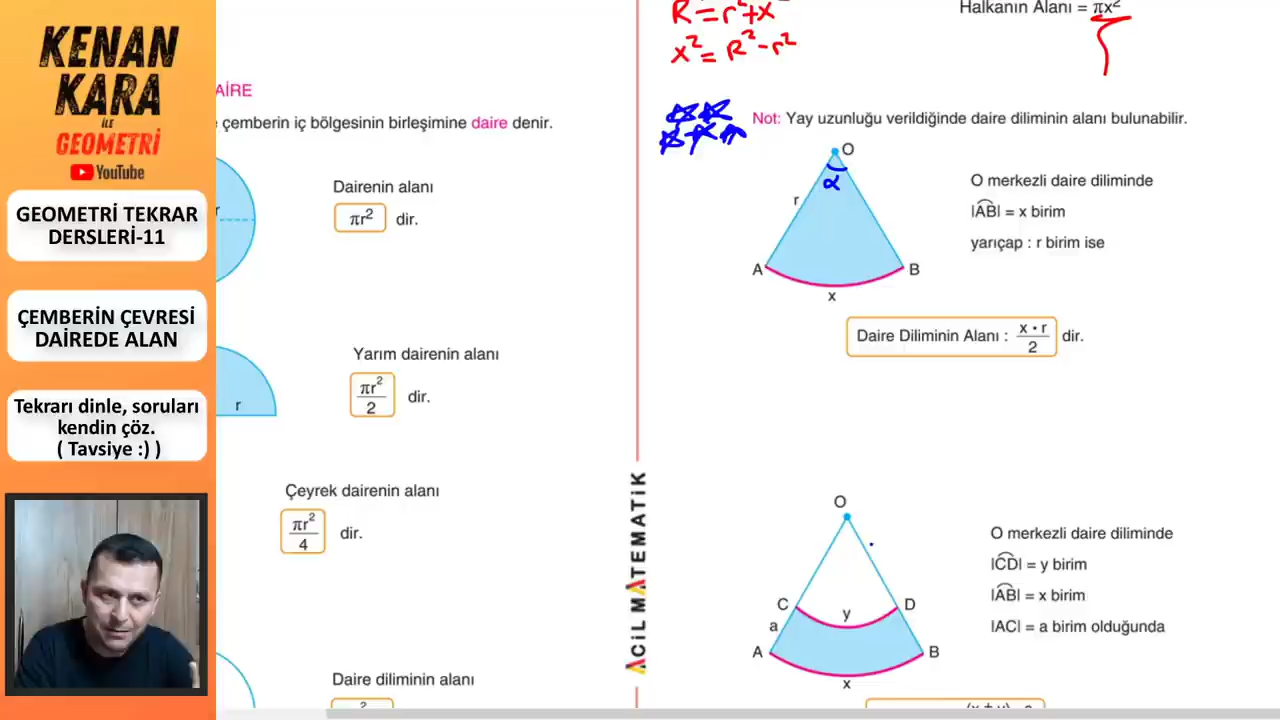 KENAN
KARA
İLE
GEOMETRİ
YouTube
GEOMETRİ TEKRAR
DERSLERİ-11
ÇEMBERİN ÇEVRESİ
DAİREDE ALAN
Tekrarı dinle, soruları
kendin çöz.
( Tavsiye :) )
AİRE
çemberin iç bölgesinin birleşimine daire denir.
r
Dairenin alanı
πr² dir.
Yarım dairenin alanı
r
πr²/2 dir.
Çeyrek dairenin alanı
πr²/4 dir.
Daire diliminin alanı
ACİL MATEMATİK
R² = r² + x²
x² = R² - r²
Halkanın Alanı = πx²
Not: Yay uzunluğu verildiğinde daire diliminin alanı bulunabilir.
O
α
r
A
B
x
O merkezli daire diliminde
|AB| = x birim
yarıçap : r birim ise
Daire Diliminin Alanı : x • r/2 dir.
O
C
D
y
a
A
B
x
O merkezli daire diliminde
|CD| = y birim
|AB| = x birim
|AC| = a birim olduğunda